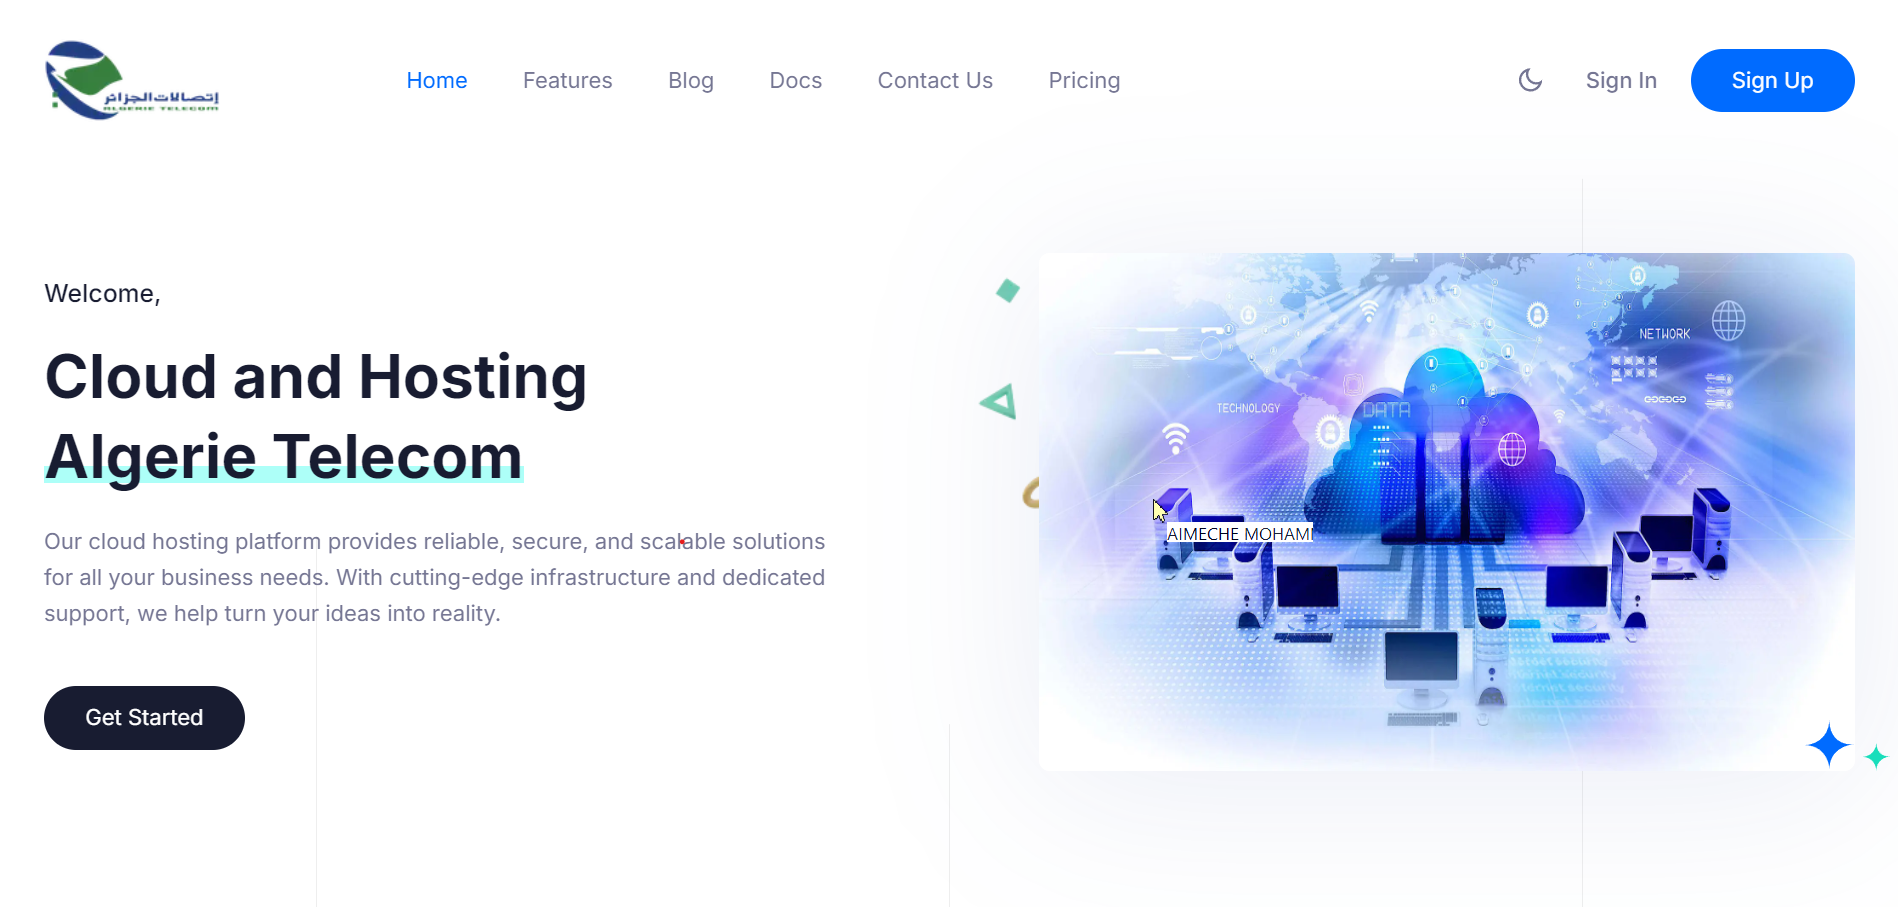 إتصالات الجزائر
ALGERIE TELECOM
Home
Features
Blog
Docs
Contact Us
Pricing
Sign In
Sign Up
Welcome,
Cloud and Hosting
Algerie Telecom
Our cloud hosting platform provides reliable, secure, and scalable solutions
for all your business needs. With cutting-edge infrastructure and dedicated
support, we help turn your ideas into reality.
Get Started
NETWORK
TECHNOLOGY
DATA
AIMECHE MOHAM